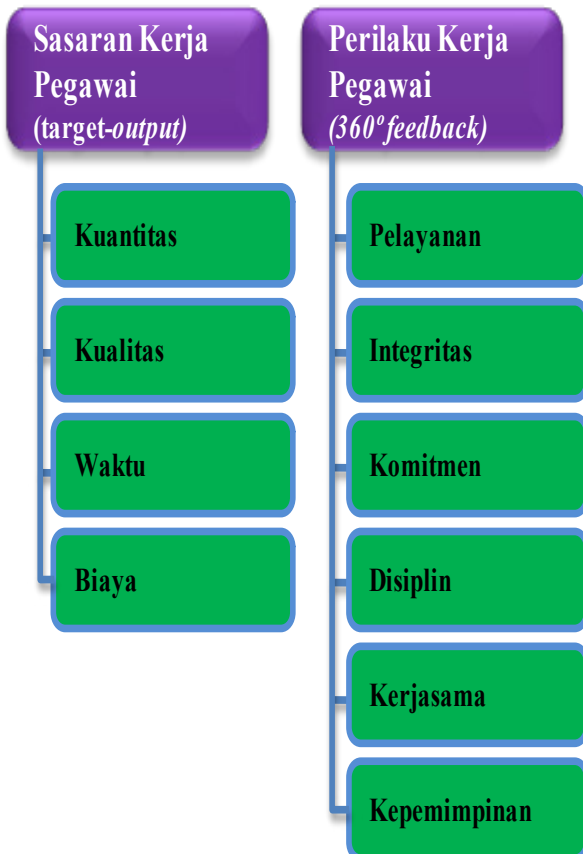 Sasaran Kerja
Pegawai
(target-output)
Kuantitas
Kualitas
Waktu
Biaya
Perilaku Kerja
Pegawai
(360° feedback)
Pelayanan
Integritas
Komitmen
Disiplin
Kerjasama
Kepemimpinan